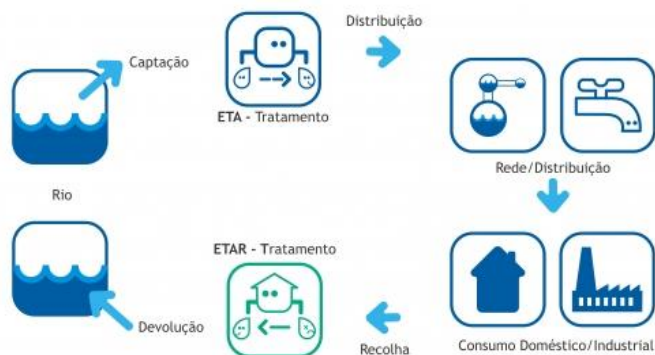 Distribuição
Captação
ETA - Tratamento
Rede/Distribuição
Rio
ETAR - Tratamento
Devolução
Recolha
Consumo Doméstico/Industrial